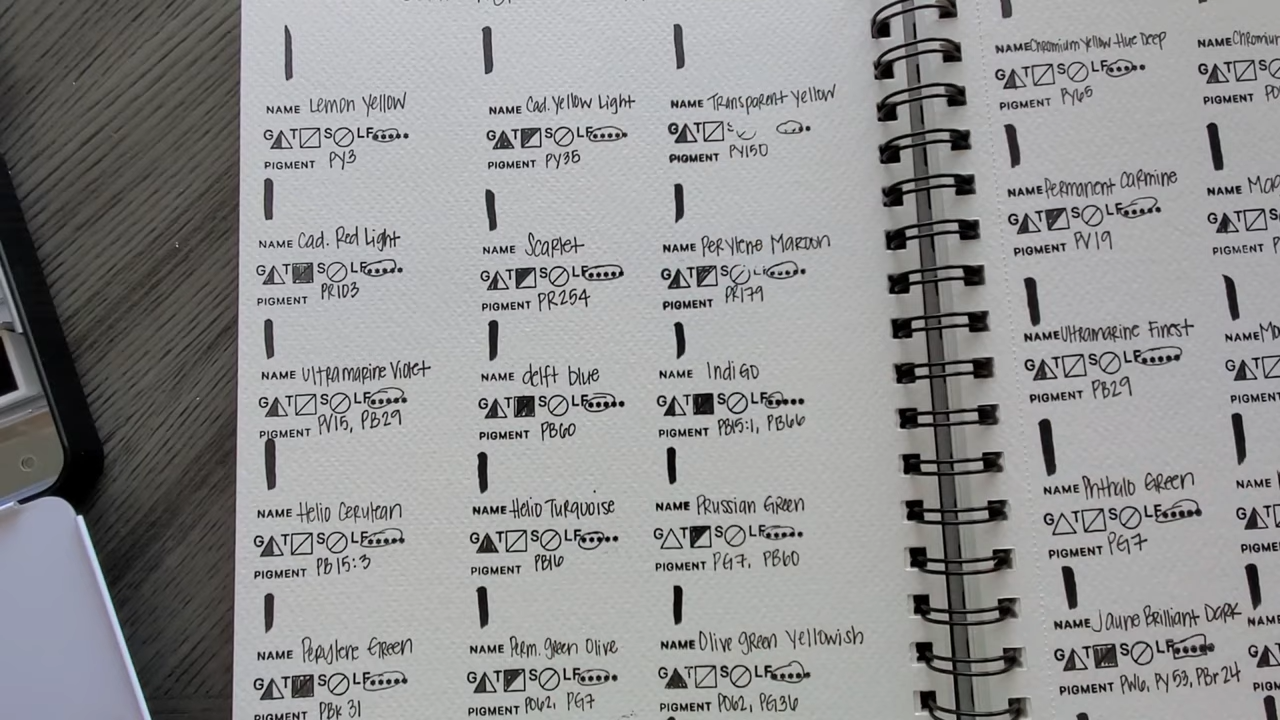 NAME Lemon Yellow
G T S LF
PIGMENT PY3
NAME Cad. Yellow Light
G T S LF
PIGMENT PY35
NAME Transparent Yellow
G T S
PIGMENT PY150
NAME Cad. Red Light
G T S LF
PIGMENT PR103
NAME Scarlet
G T S LF
PIGMENT PR254
NAME Perylene Maroon
G T S
PIGMENT PR179
NAME Ultramarine Violet
G T S LF
PIGMENT PV15, PB29
NAME delft blue
G T S LF
PIGMENT PB60
NAME Indigo
G T S LF
PIGMENT PB15:1, PB66
NAME Helio Cerulean
G T S LF
PIGMENT PB15:3
NAME Helio Turquoise
G T S LF
PIGMENT PB16
NAME Prussian Green
G T S LF
PIGMENT PG7, PB60
NAME Perylene Green
G T S LF
PIGMENT PBk 31
NAME Perm. green Olive
G T S LF
PIGMENT PO62, PG7
NAME Olive green Yellowish
G T S LF
PIGMENT PO62, PG36
NAME Chromium Yellow Hue Deep
G T S LF
PIGMENT PY65
NAME
G T S
PIGMENT
NAME Permanent Carmine
G T S LF
PIGMENT PV19
NAME
G T S
PIGMENT
NAME Ultramarine Finest
G T S LF
PIGMENT PB29
NAME
G T
PIGMENT
NAME Phthalo Green
G T S LF
PIGMENT PG7
NAME
G T
NAME Jaune Brilliant Dark
G T S LF
PIGMENT PW6, PY53, PBr24
NAME
G T